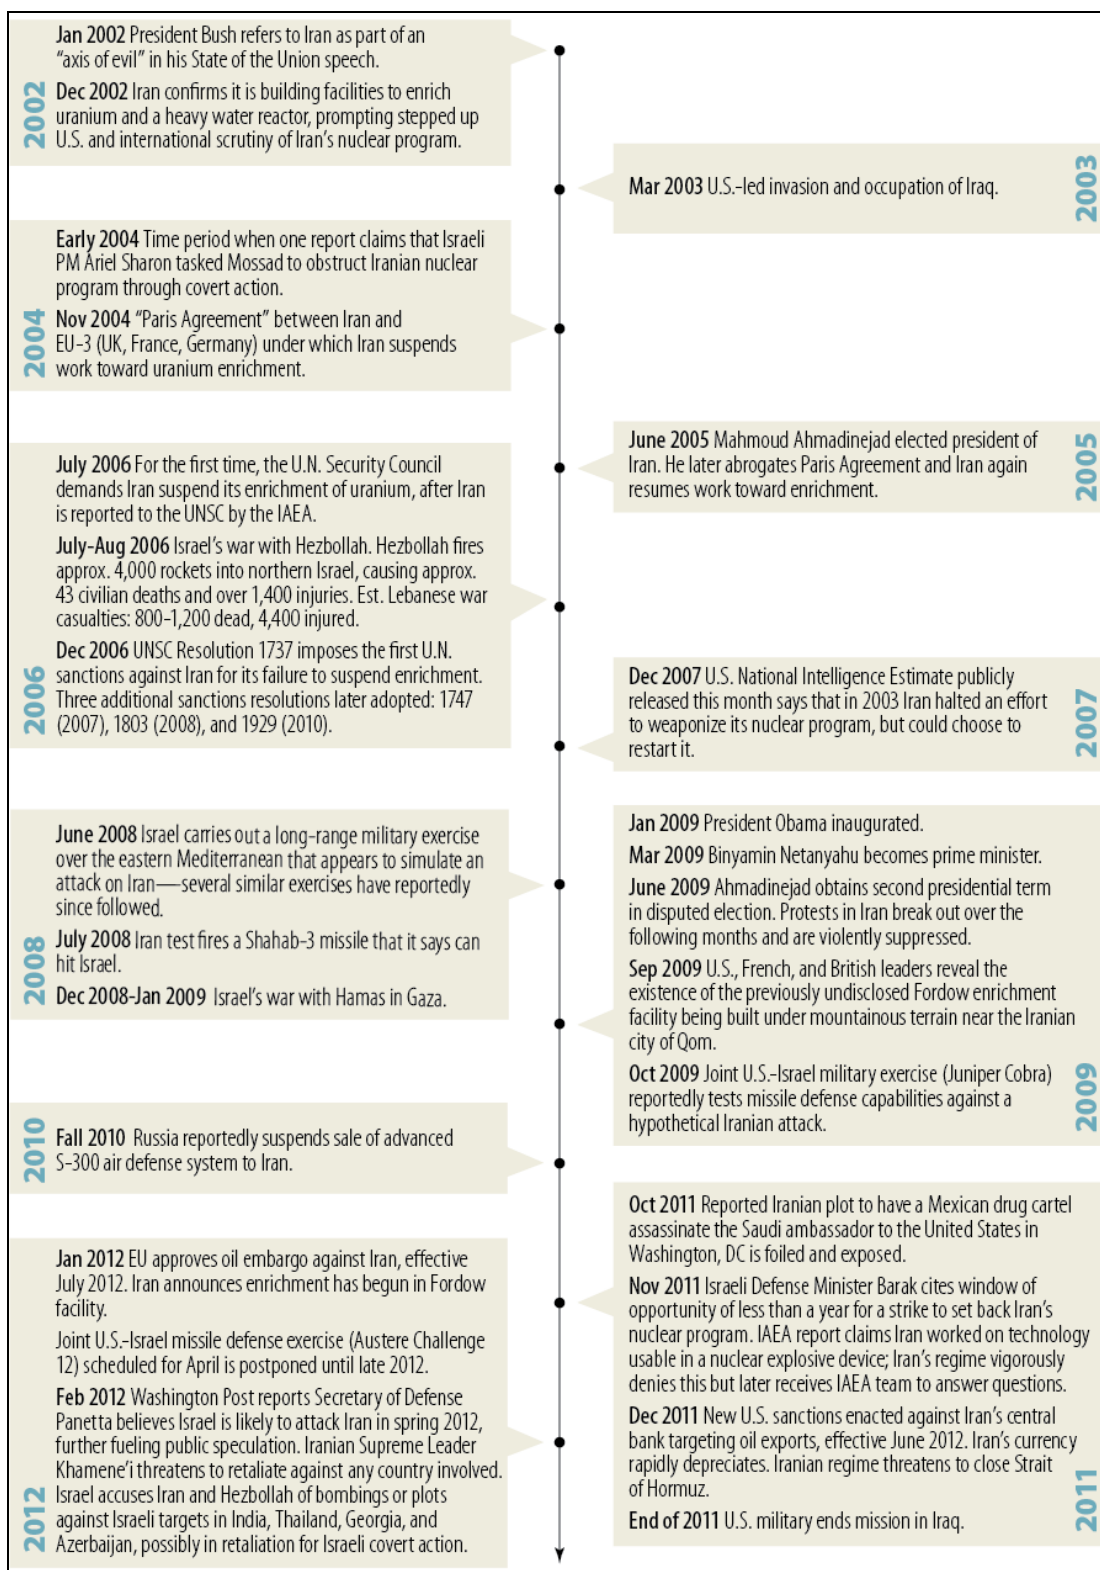 Jan 2002 President Bush refers to Iran as part of an
“axis of evil” in his State of the Union speech.
Dec 2002 Iran confirms it is building facilities to enrich
uranium and a heavy water reactor, prompting stepped up
U.S. and international scrutiny of Iran’s nuclear program.
2002
Mar 2003 U.S.-led invasion and occupation of Iraq.
2003
Early 2004 Time period when one report claims that Israeli
PM Ariel Sharon tasked Mossad to obstruct Iranian nuclear
program through covert action.
Nov 2004 “Paris Agreement” between Iran and
EU-3 (UK, France, Germany) under which Iran suspends
work toward uranium enrichment.
2004
June 2005 Mahmoud Ahmadinejad elected president of
Iran. He later abrogates Paris Agreement and Iran again
resumes work toward enrichment.
2005
July 2006 For the first time, the U.N. Security Council
demands Iran suspend its enrichment of uranium, after Iran
is reported to the UNSC by the IAEA.
July-Aug 2006 Israel’s war with Hezbollah. Hezbollah fires
approx. 4,000 rockets into northern Israel, causing approx.
43 civilian deaths and over 1,400 injuries. Est. Lebanese war
casualties: 800-1,200 dead, 4,400 injured.
Dec 2006 UNSC Resolution 1737 imposes the first U.N.
sanctions against Iran for its failure to suspend enrichment.
Three additional sanctions resolutions later adopted: 1747
(2007), 1803 (2008), and 1929 (2010).
2006
Dec 2007 U.S. National Intelligence Estimate publicly
released this month says that in 2003 Iran halted an effort
to weaponize its nuclear program, but could choose to
restart it.
2007
June 2008 Israel carries out a long-range military exercise
over the eastern Mediterranean that appears to simulate an
attack on Iran—several similar exercises have reportedly
since followed.
July 2008 Iran test fires a Shahab-3 missile that it says can
hit Israel.
Dec 2008-Jan 2009 Israel’s war with Hamas in Gaza.
2008
Jan 2009 President Obama inaugurated.
Mar 2009 Binyamin Netanyahu becomes prime minister.
June 2009 Ahmadinejad obtains second presidential term
in disputed election. Protests in Iran break out over the
following months and are violently suppressed.
Sep 2009 U.S., French, and British leaders reveal the
existence of the previously undisclosed Fordow enrichment
facility being built under mountainous terrain near the Iranian
city of Qom.
Oct 2009 Joint U.S.-Israel military exercise (Juniper Cobra)
reportedly tests missile defense capabilities against a
hypothetical Iranian attack.
2009
Fall 2010 Russia reportedly suspends sale of advanced
S-300 air defense system to Iran.
2010
Oct 2011 Reported Iranian plot to have a Mexican drug cartel
assassinate the Saudi ambassador to the United States in
Washington, DC is foiled and exposed.
Nov 2011 Israeli Defense Minister Barak cites window of
opportunity of less than a year for a strike to set back Iran’s
nuclear program. IAEA report claims Iran worked on technology
usable in a nuclear explosive device; Iran’s regime vigorously
denies this but later receives IAEA team to answer questions.
Dec 2011 New U.S. sanctions enacted against Iran’s central
bank targeting oil exports, effective June 2012. Iran’s currency
rapidly depreciates. Iranian regime threatens to close Strait
of Hormuz.
End of 2011 U.S. military ends mission in Iraq.
2011
Jan 2012 EU approves oil embargo against Iran, effective
July 2012. Iran announces enrichment has begun in Fordow
facility.
Joint U.S.-Israel missile defense exercise (Austere Challenge
12) scheduled for April is postponed until late 2012.
Feb 2012 Washington Post reports Secretary of Defense
Panetta believes Israel is likely to attack Iran in spring 2012,
further fueling public speculation. Iranian Supreme Leader
Khamene’i threatens to retaliate against any country involved.
Israel accuses Iran and Hezbollah of bombings or plots
against Israeli targets in India, Thailand, Georgia, and
Azerbaijan, possibly in retaliation for Israeli covert action.
2012